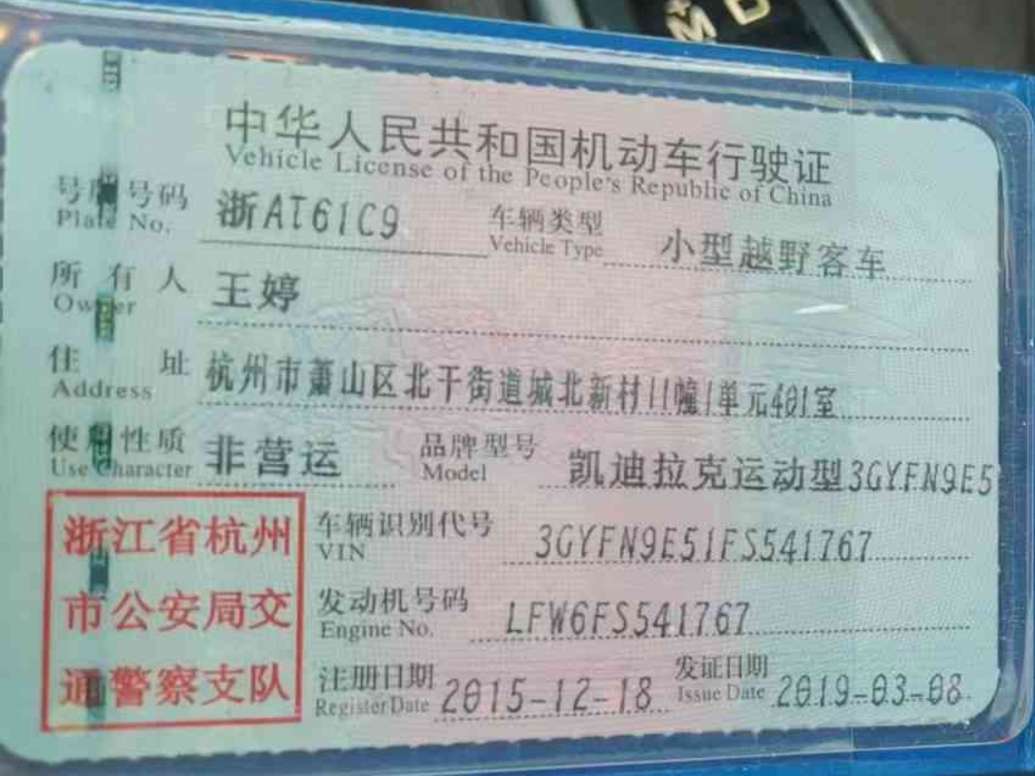 M D
中华人民共和国机动车行驶证
Vehicle License of the People's Republic of China
号牌号码 浙AT61C9 车辆类型 小型越野客车
Plate No. Vehicle Type
所有人 王婷
Owner
住址 杭州市萧山区北干街道城北新村11幢1单元401室
Address
使用性质 非营运 品牌型号 凯迪拉克运动型3GYFN9E5
Use Character Model
浙江省杭州
市公安局交
通警察支队
车辆识别代号 3GYFN9E51FS541767
VIN
发动机号码 LFW6FS541767
Engine No.
注册日期 2015-12-18 发证日期 2019-03-08
Register Date Issue Date